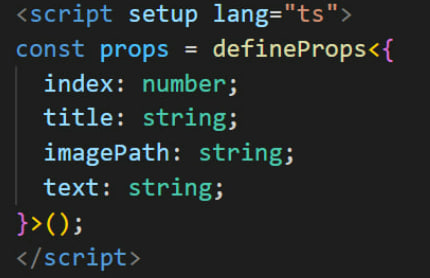 <script setup lang="ts">
const props = defineProps<{
index: number;
title: string;
imagePath: string;
text: string;
}>();
</script>